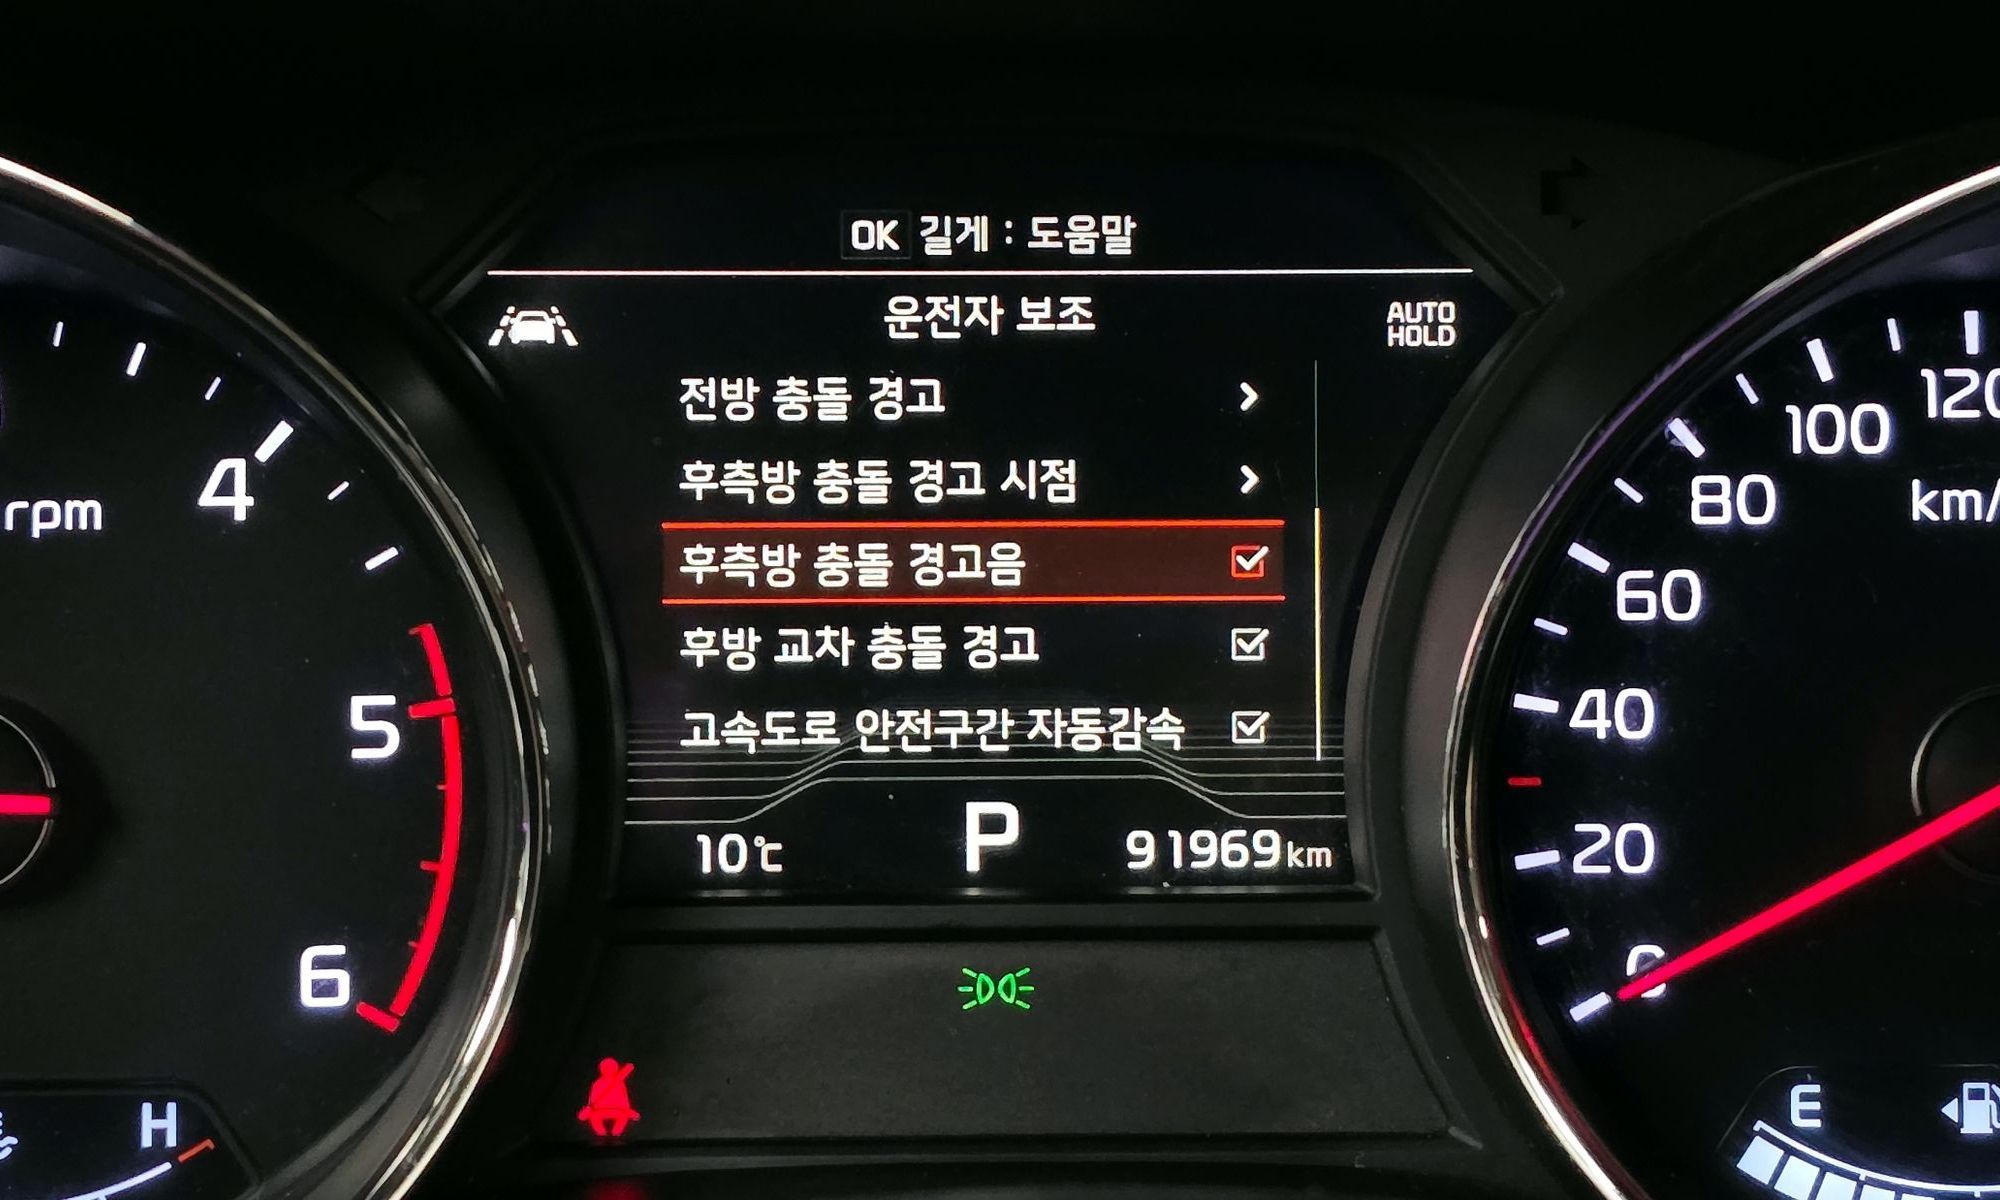 OK 길게 : 도움말
운전자 보조
AUTO
HOLD
전방 충돌 경고
후측방 충돌 경고 시점
후측방 충돌 경고음
후방 교차 충돌 경고
고속도로 안전구간 자동감속
10℃
P
91969km
rpm
4
5
6
H
120
100
80
km/
60
40
20
0
E